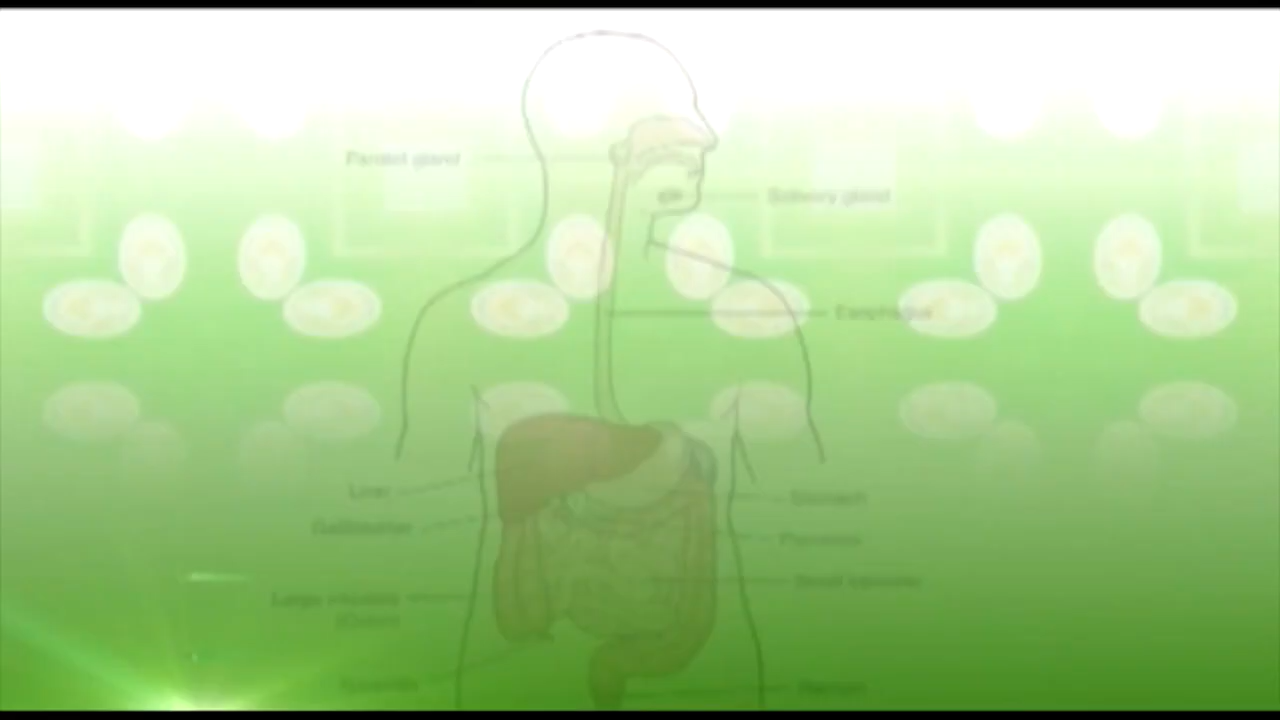 Parotid gland
Salivary gland
Esophagus
Liver
Stomach
Gallbladder
Pancreas
Small intestine
Large intestine
(Colon)